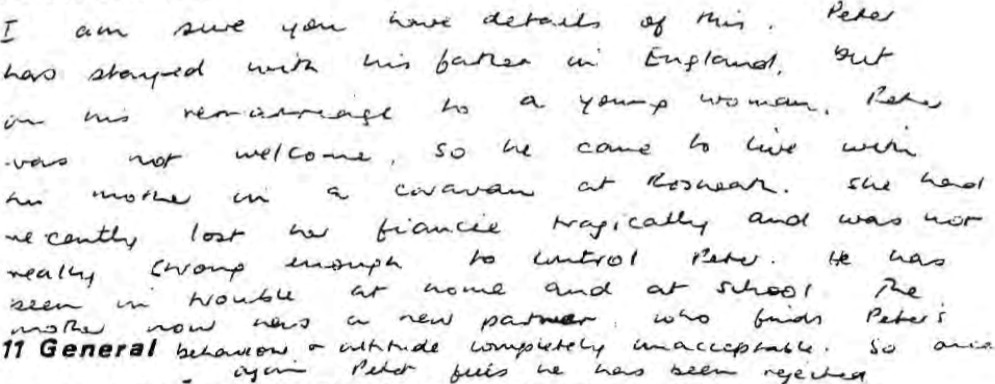 I am sure you have details of this. Peter
has stayed with his father in England, but
on his remarriage to a young woman, Peter
was not welcome, so he came to live with
his mother in a caravan at Rosneath. She had
recently lost her fiancée tragically and was not
really strong enough to control Peter. He has
been in trouble at home and at school. The
mother now has a new partner, who finds Peter's
11 General behaviour & attitude completely unacceptable. So once
again Peter feels he has been rejected